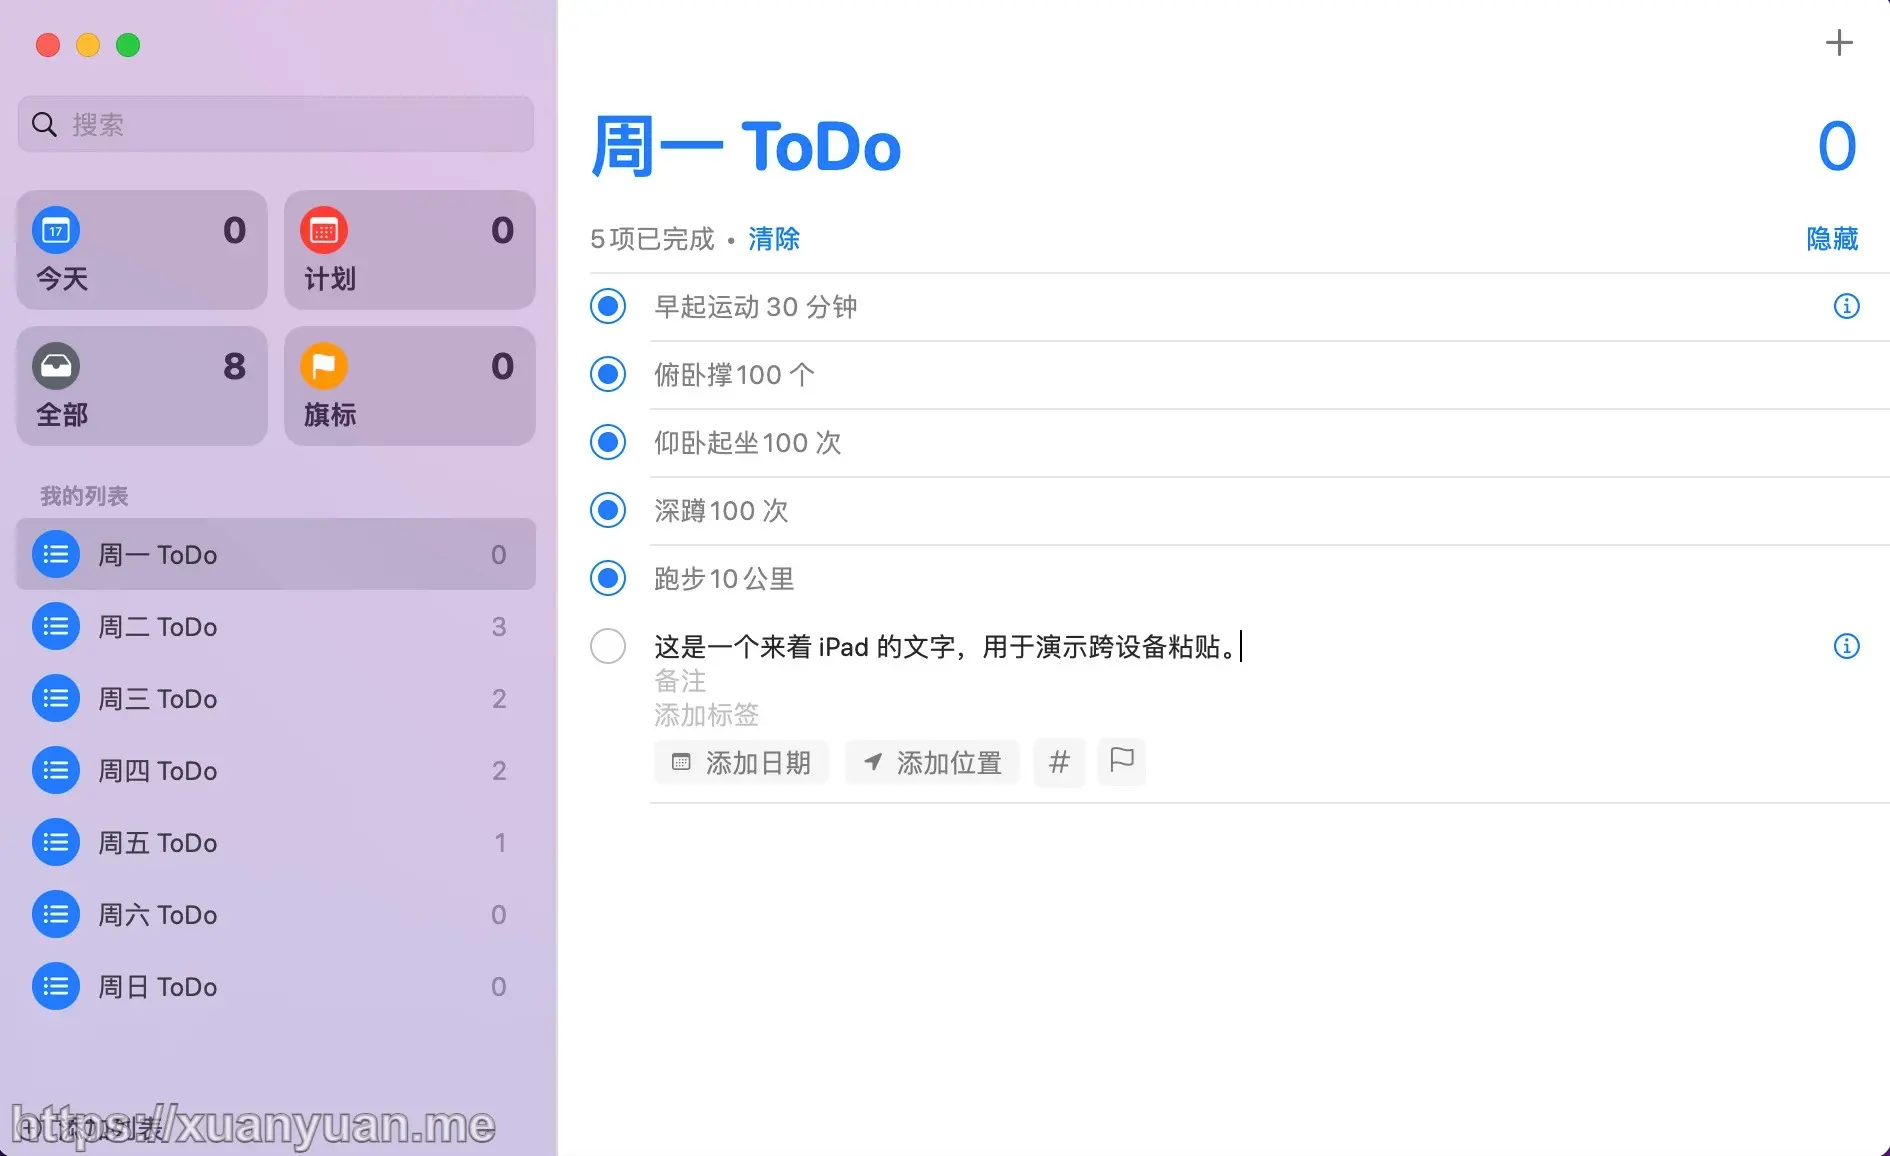 搜索
17
0
今天
0
计划
8
全部
0
旗标
我的列表
周一 ToDo 0
周二 ToDo 3
周三 ToDo 2
周四 ToDo 2
周五 ToDo 1
周六 ToDo 0
周日 ToDo 0
添加列表
https://xuanyuan.me
周一 ToDo 0
5项已完成 • 清除 隐藏
早起运动 30 分钟
俯卧撑100 个
仰卧起坐100 次
深蹲100 次
跑步10公里
这是一个来着 iPad 的文字，用于演示跨设备粘贴。
备注
添加标签
添加日期 添加位置 #